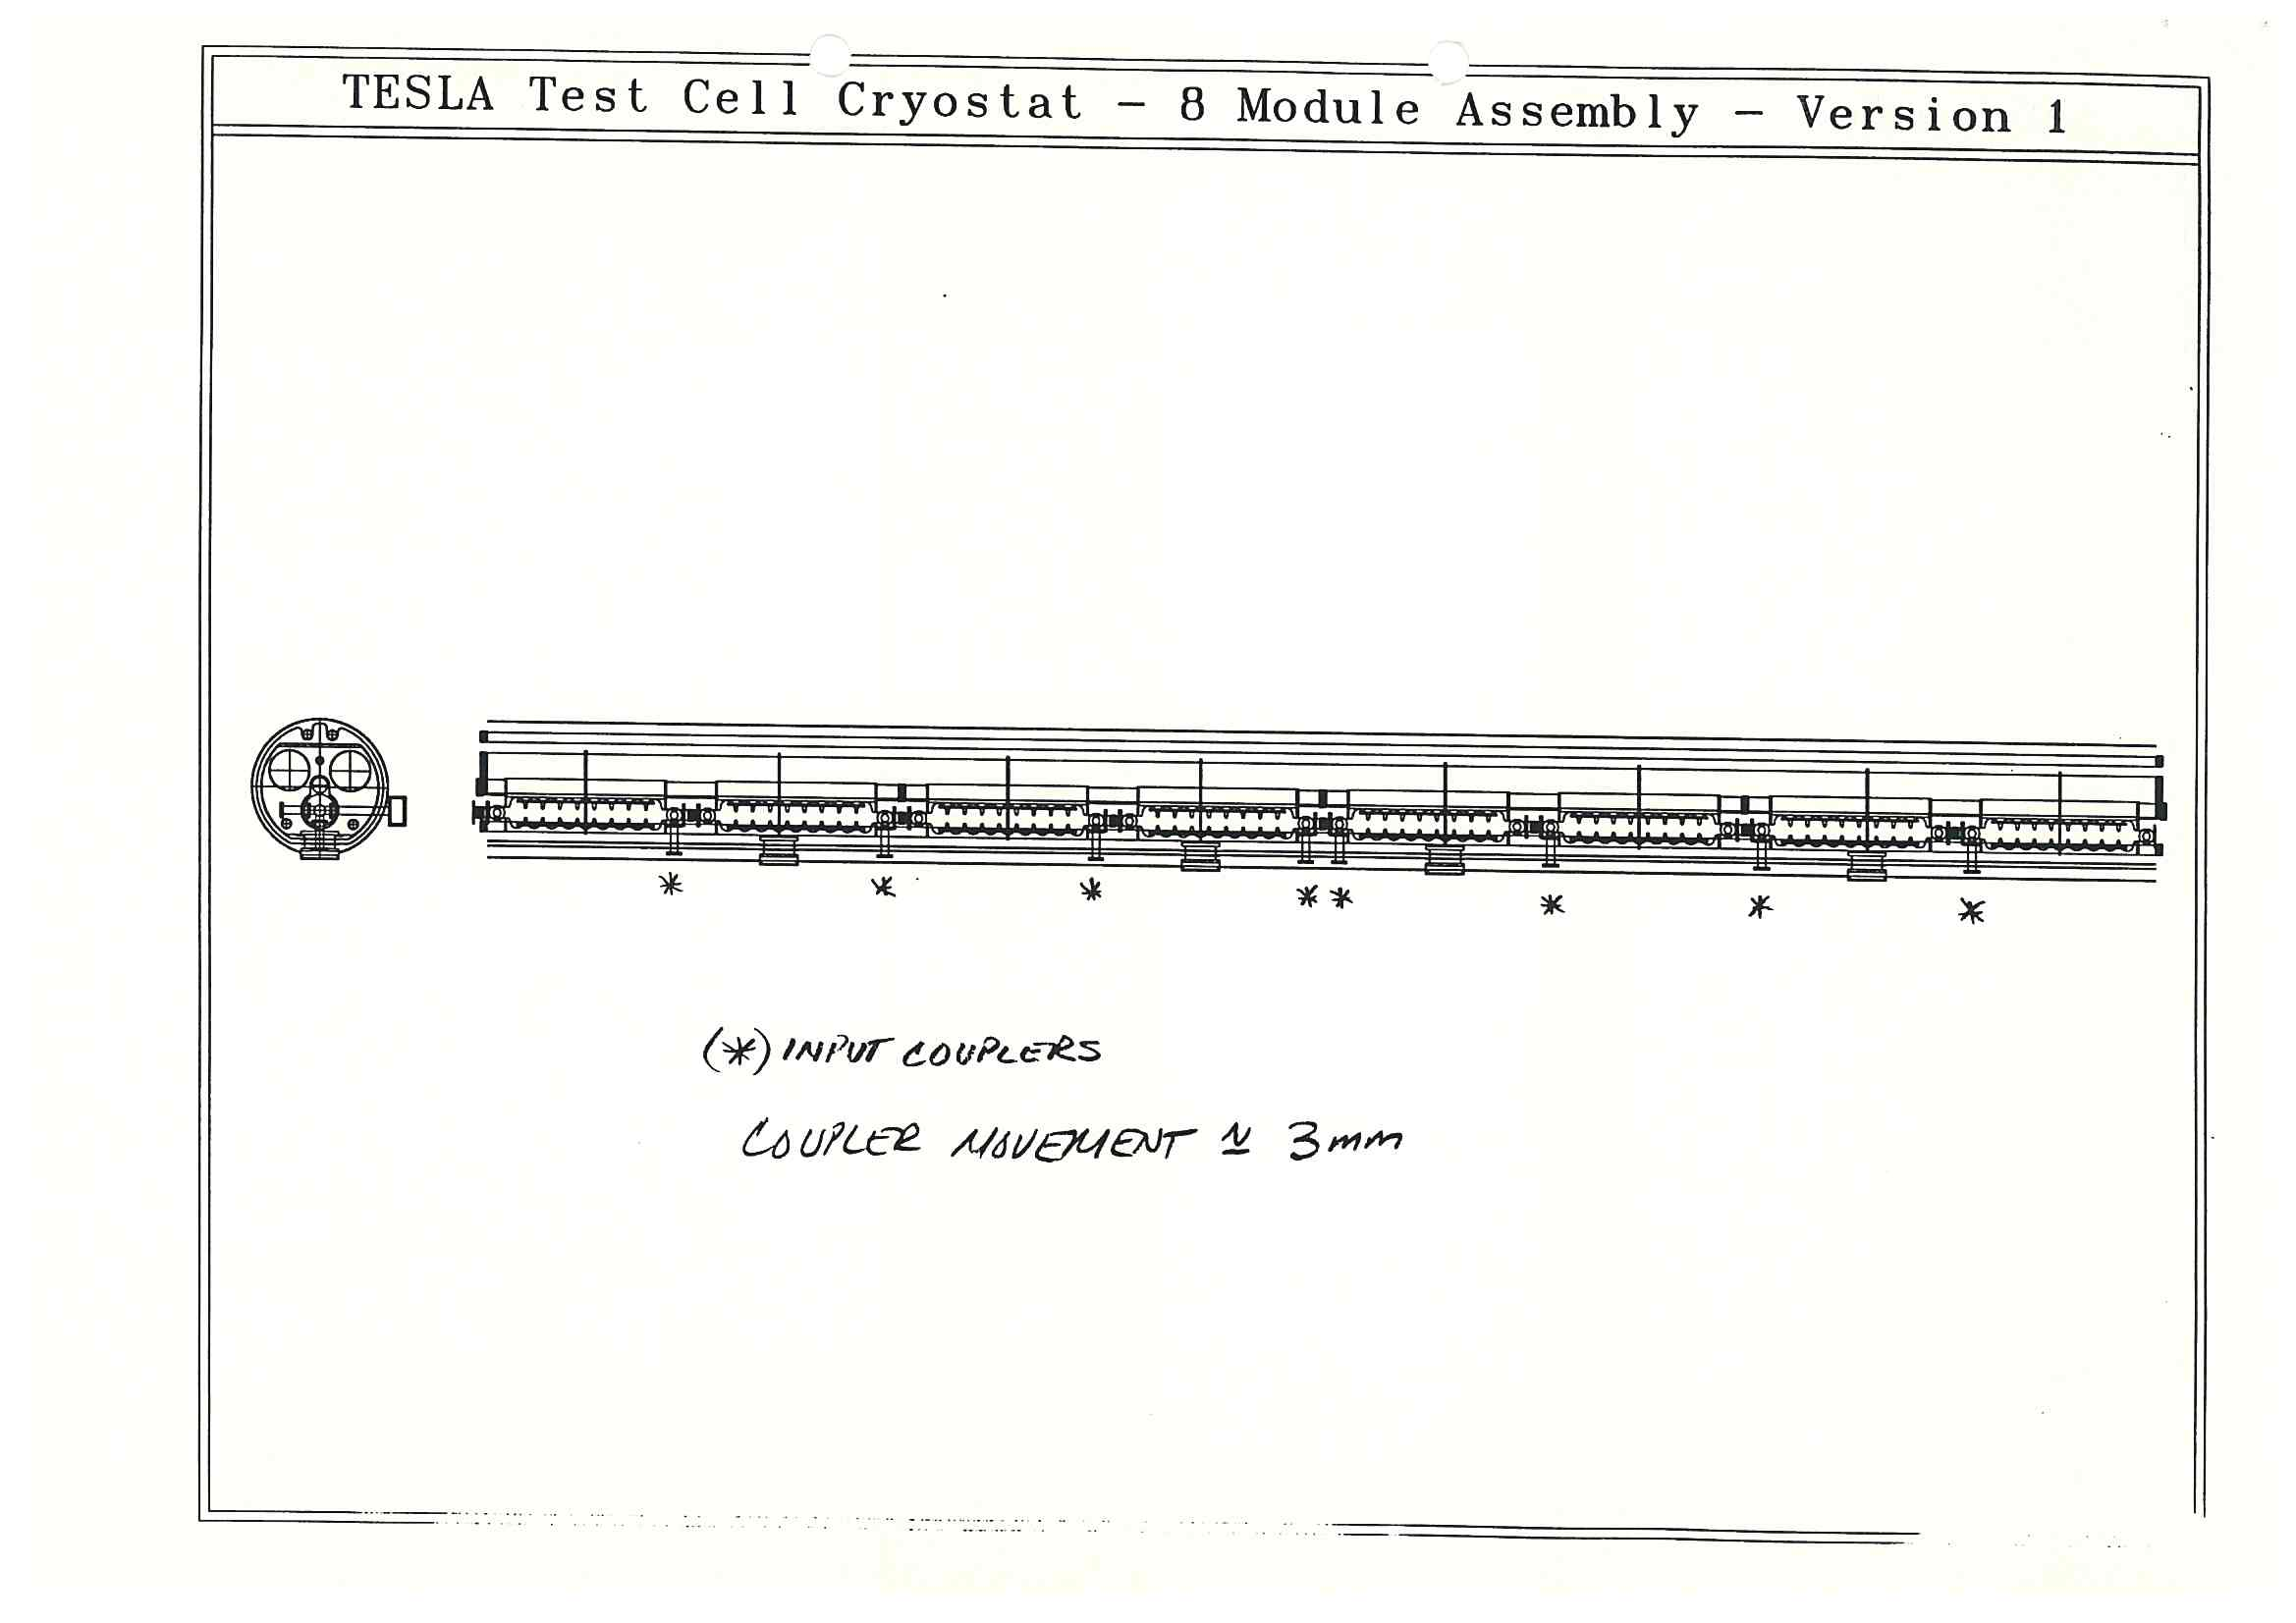 TESLA Test Cell Cryostat - 8 Module Assembly - Version 1
* * * * * * * *
(*) INPUT COUPLERS
COUPLER MOVEMENT ≃ 3mm